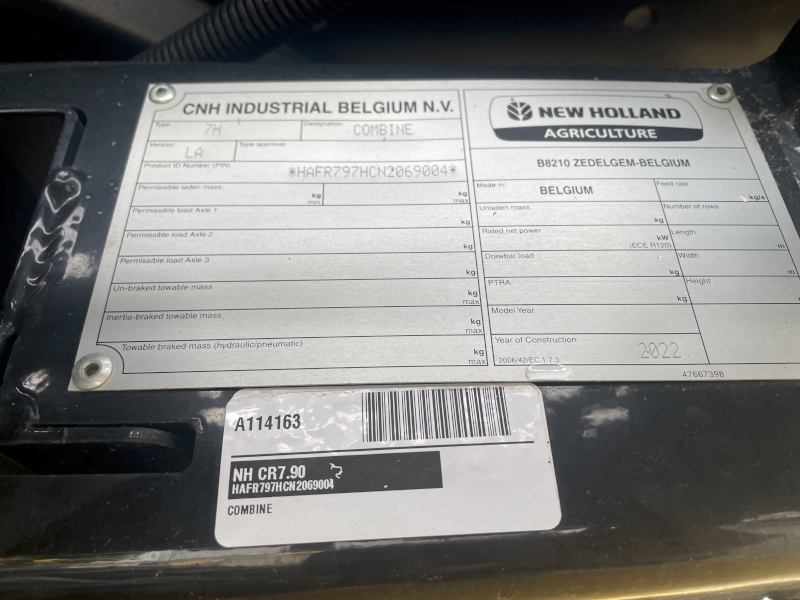 CNH INDUSTRIAL BELGIUM N.V.
Type 7H Designation COMBINE
Version LA Type approval
Product ID Number (PIN) *HAFR797HCN2069004*
Permissible laden mass kg min kg max
Permissible load Axle 1 kg
Permissible load Axle 2 kg
Permissible load Axle 3 kg
Un-braked towable mass kg max
Inertia-braked towable mass kg max
Towable braked mass (hydraulic/pneumatic) kg max
NEW HOLLAND
AGRICULTURE
B8210 ZEDELGEM-BELGIUM
Made in: BELGIUM Feed rate kg/s
Unladen mass kg Number of rows
Rated net power kW (ECE R120) Length m
Drawbar load kg Width m
PTRA kg Height m
Model Year
Year of Construction 2022
2006/42/EC 1.7.3
47667398
A114163
NH CR7.90
HAFR797HCN2069004
COMBINE